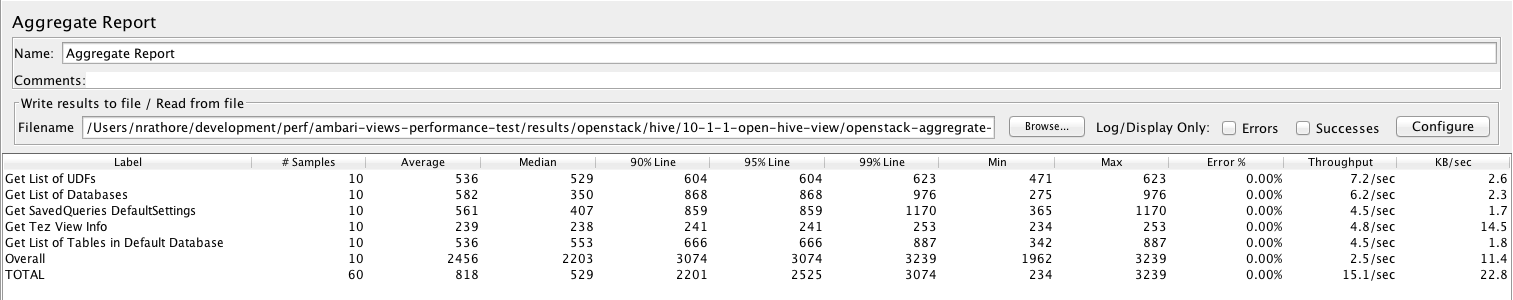 Aggregate Report
Name: Aggregate Report
Comments:
Write results to file / Read from file
Filename /Users/nrathore/development/perf/ambari-views-performance-test/results/openstack/hive/10-1-1-open-hive-view/openstack-aggregrate- Browse... Log/Display Only: Errors Successes Configure
Label # Samples Average Median 90% Line 95% Line 99% Line Min Max Error % Throughput KB/sec
Get List of UDFs 10 536 529 604 604 623 471 623 0.00% 7.2/sec 2.6
Get List of Databases 10 582 350 868 868 976 275 976 0.00% 6.2/sec 2.3
Get SavedQueries DefaultSettings 10 561 407 859 859 1170 365 1170 0.00% 4.5/sec 1.7
Get Tez View Info 10 239 238 241 241 253 234 253 0.00% 4.8/sec 14.5
Get List of Tables in Default Database 10 536 553 666 666 887 342 887 0.00% 4.5/sec 1.8
Overall 10 2456 2203 3074 3074 3239 1962 3239 0.00% 2.5/sec 11.4
TOTAL 60 818 529 2201 2525 3074 234 3239 0.00% 15.1/sec 22.8